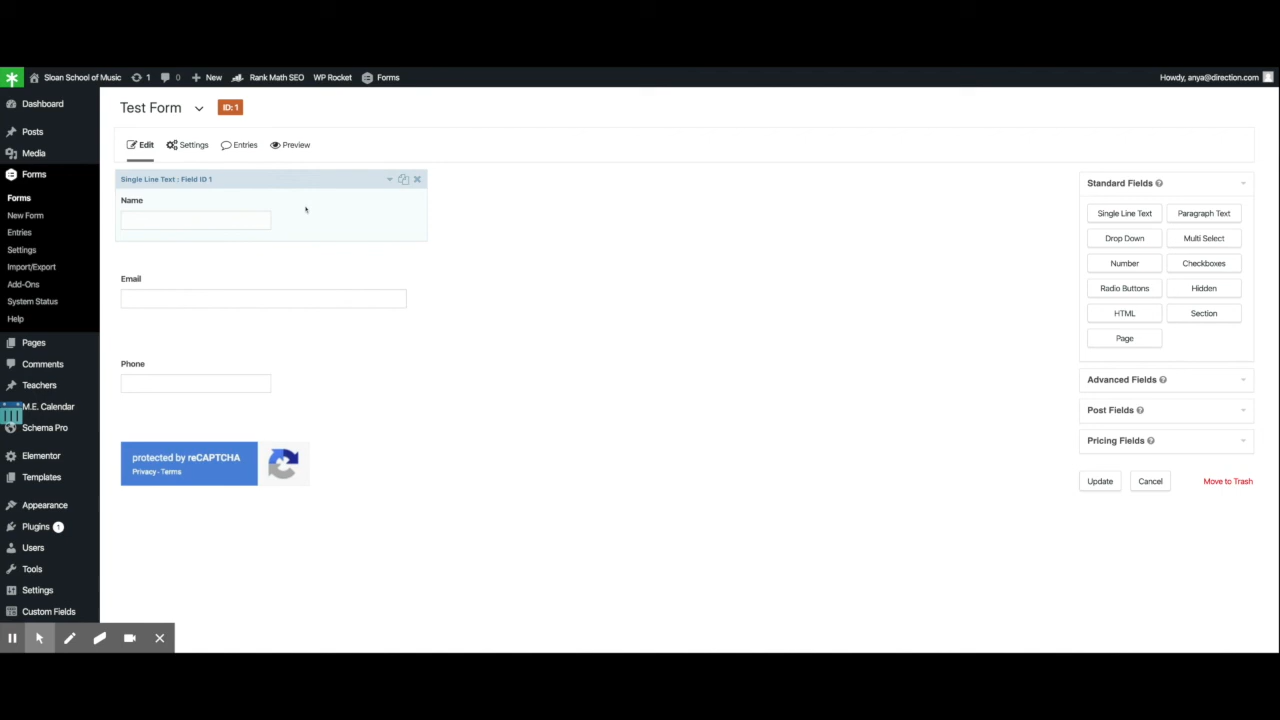 Sloan School of Music 1 0 New Rank Math SEO WP Rocket Forms Howdy, anya@direction.com
Dashboard
Posts
Media
Forms
Forms
New Form
Entries
Settings
Import/Export
Add-Ons
System Status
Help
Pages
Comments
Teachers
M.E. Calendar
Schema Pro
Elementor
Templates
Appearance
Plugins 1
Users
Tools
Settings
Custom Fields
Test Form ID: 1
Edit Settings Entries Preview
Single Line Text : Field ID 1
Name
Email
Phone
protected by reCAPTCHA
Privacy - Terms
Standard Fields
Single Line Text Paragraph Text
Drop Down Multi Select
Number Checkboxes
Radio Buttons Hidden
HTML Section
Page
Advanced Fields
Post Fields
Pricing Fields
Update Cancel Move to Trash